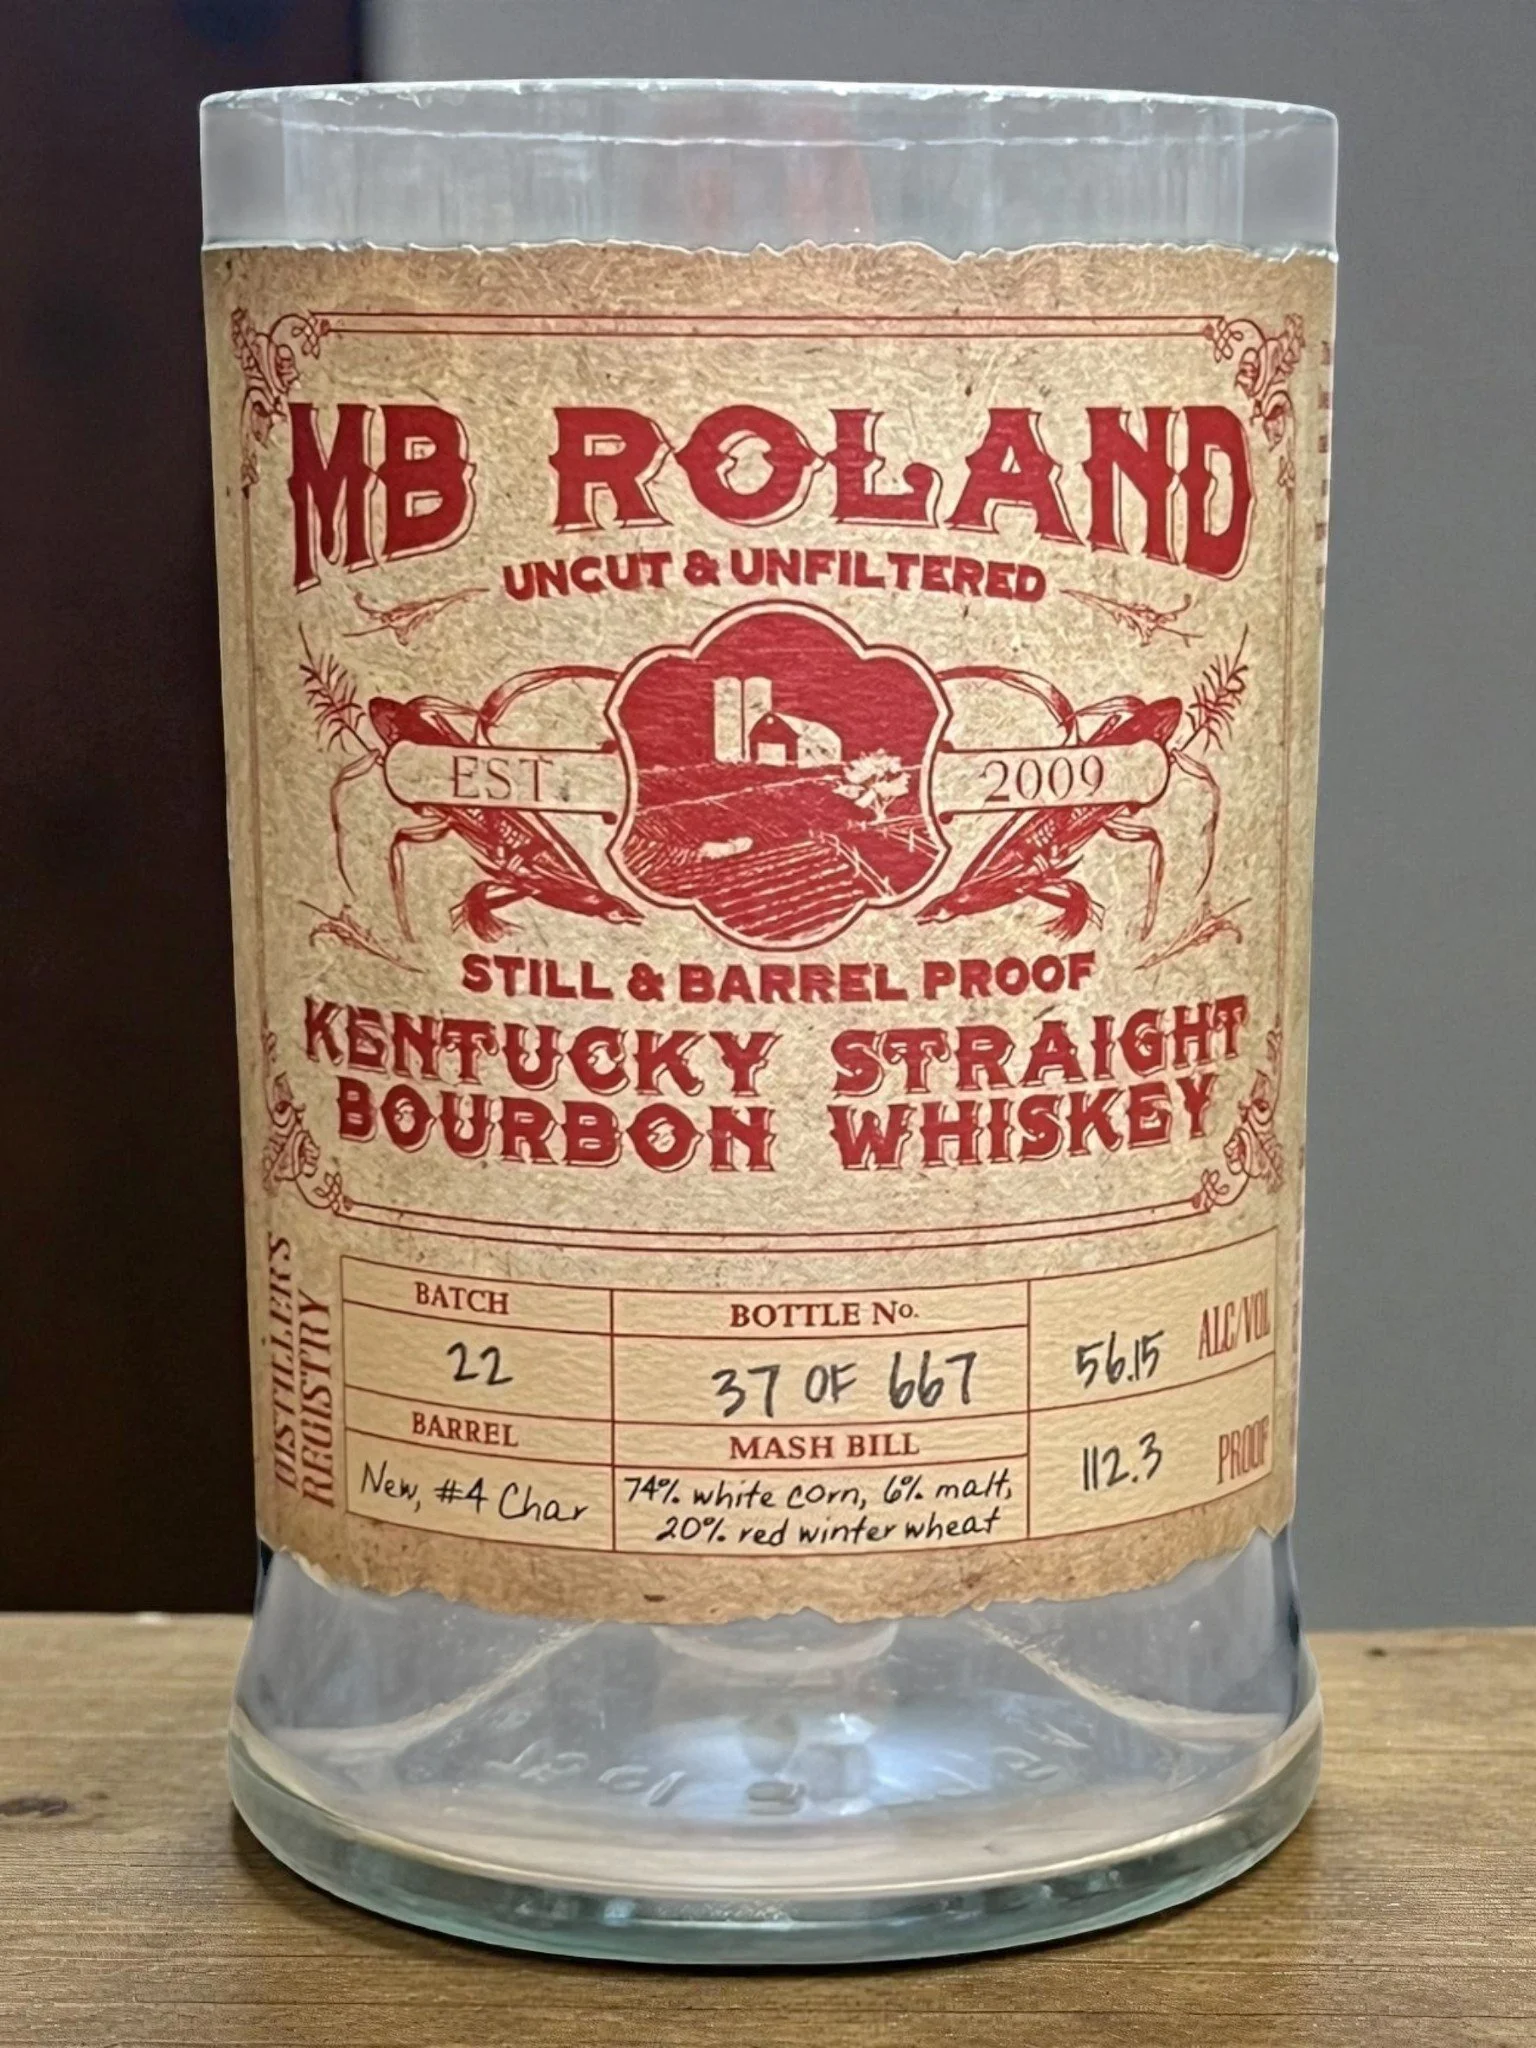 MB ROLAND
UNCUT & UNFILTERED
EST. 2009
STILL & BARREL PROOF
KENTUCKY STRAIGHT
BOURBON WHISKEY
DISTILLER'S
REGISTRY
BATCH
22
BARREL
New, #4 Char
BOTTLE No.
37 OF 667
MASH BILL
74% white corn, 6% malt,
20% red winter wheat
56.15 ALC/VOL
112.3 PROOF